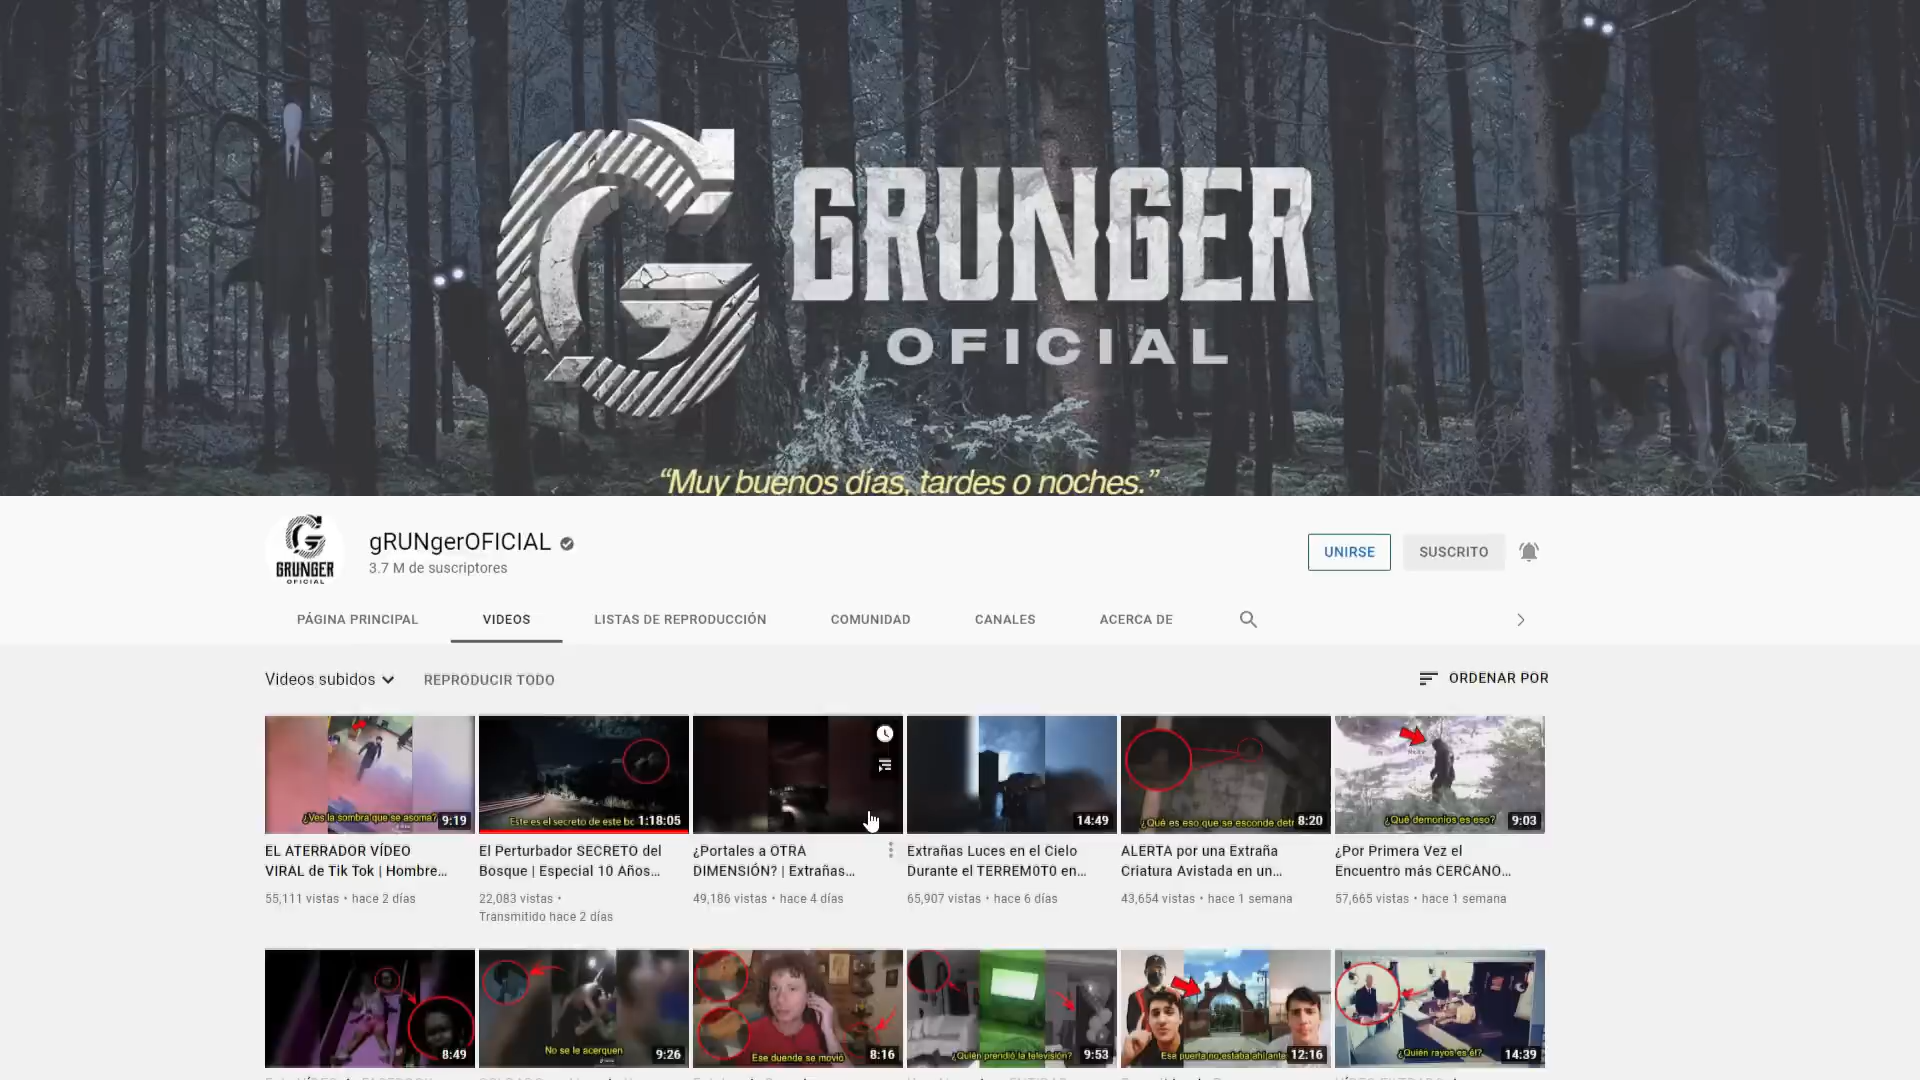 GRUNGER
OFICIAL
“Muy buenos días, tardes o noches.”
GRUNGER
OFICIAL
gRUNgerOFICIAL
3.7 M de suscriptores
UNIRSE
SUSCRITO
PÁGINA PRINCIPAL
VIDEOS
LISTAS DE REPRODUCCIÓN
COMUNIDAD
CANALES
ACERCA DE
Videos subidos
REPRODUCIR TODO
ORDENAR POR
¿Ves la sombra que se asoma?
9:19
Este es el secreto de este bo
1:18:05
14:49
¿Qué es eso que se esconde detr
8:20
¿Qué demonios es eso?
9:03
EL ATERRADOR VÍDEO
VIRAL de Tik Tok | Hombre...
55,111 vistas • hace 2 días
El Perturbador SECRETO del
Bosque | Especial 10 Años...
22,083 vistas •
Transmitido hace 2 días
¿Portales a OTRA
DIMENSIÓN? | Extrañas...
49,186 vistas • hace 4 días
Extrañas Luces en el Cielo
Durante el TERREM0T0 en...
65,907 vistas • hace 6 días
ALERTA por una Extraña
Criatura Avistada en un...
43,654 vistas • hace 1 semana
¿Por Primera Vez el
Encuentro más CERCANO...
57,665 vistas • hace 1 semana
8:49
No se le acerquen
9:26
Ese duende se movió
8:16
¿Quién prendió la televisión?
9:53
Esa puerta no estaba ahí ante
12:16
¿Quién rayos es él?
14:39